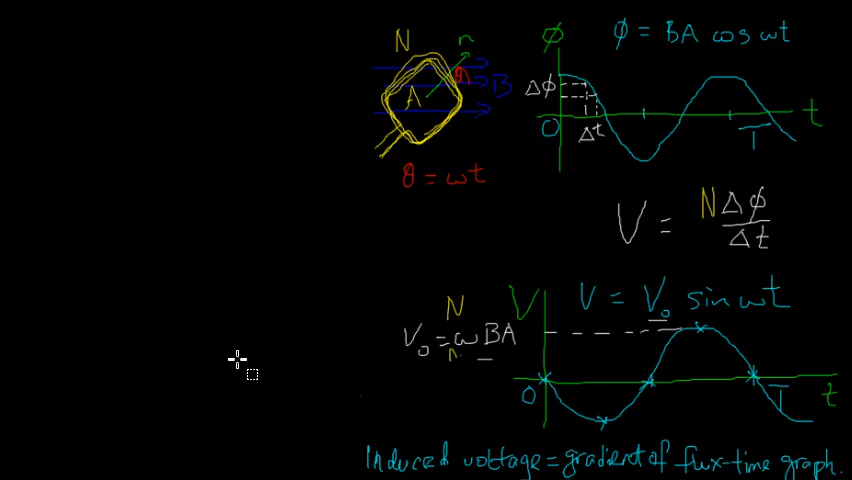 N
n
θ
A
B
θ = ωt
ϕ = BA cos ωt
ϕ
Δϕ
O
Δt
T
t
V = NΔϕ/Δt
V = V₀ sin ωt
V
N
V₀ = ωBA
O
T
t
Induced voltage = gradient of flux-time graph.